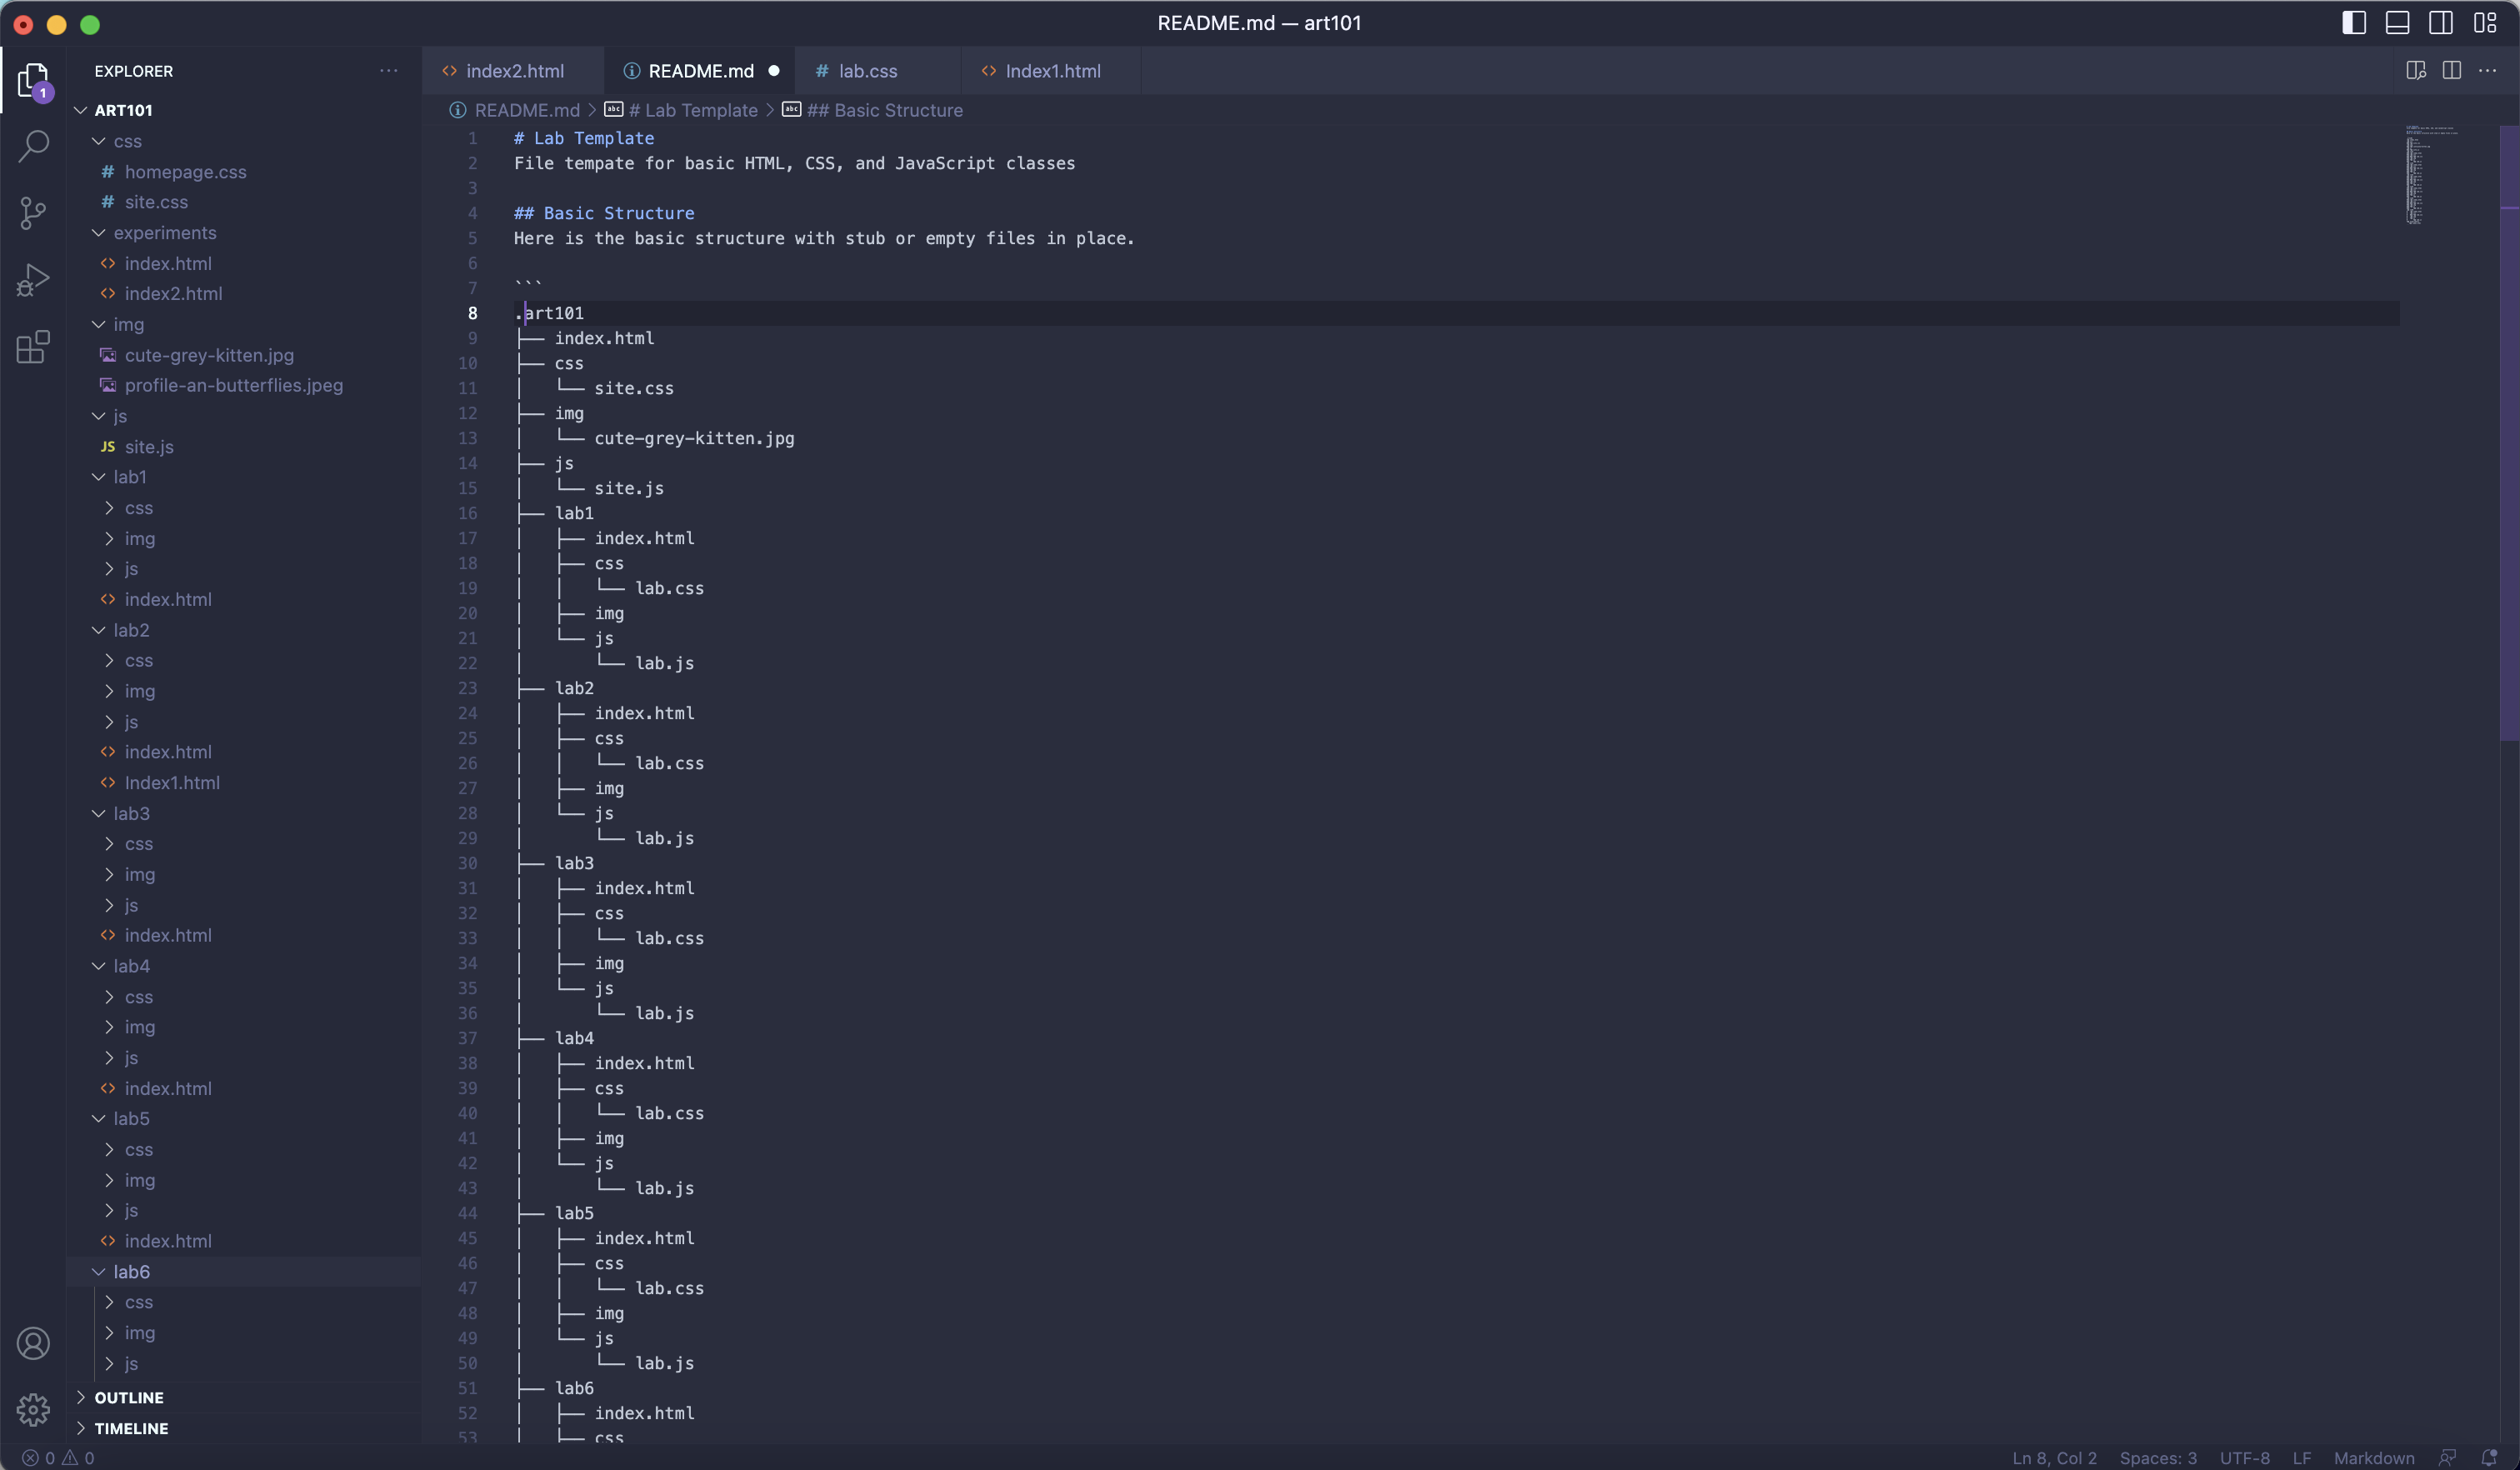 README.md — art101
1
EXPLORER
ART101
css
# homepage.css
# site.css
experiments
<> index.html
<> index2.html
img
cute-grey-kitten.jpg
profile-an-butterflies.jpeg
js
JS site.js
lab1
css
img
js
<> index.html
lab2
css
img
js
<> index.html
<> Index1.html
lab3
css
img
js
<> index.html
lab4
css
img
js
<> index.html
lab5
css
img
js
<> index.html
lab6
css
img
js
OUTLINE
TIMELINE
<> index2.html README.md # lab.css <> Index1.html
README.md > abc # Lab Template > abc ## Basic Structure
1 # Lab Template
2 File tempate for basic HTML, CSS, and JavaScript classes
3
4 ## Basic Structure
5 Here is the basic structure with stub or empty files in place.
6
7 ```
8 .art101
9 ├── index.html
10 ├── css
11 │   └── site.css
12 ├── img
13 │   └── cute-grey-kitten.jpg
14 ├── js
15 │   └── site.js
16 ├── lab1
17 │   ├── index.html
18 │   ├── css
19 │   │   └── lab.css
20 │   ├── img
21 │   └── js
22 │       └── lab.js
23 ├── lab2
24 │   ├── index.html
25 │   ├── css
26 │   │   └── lab.css
27 │   ├── img
28 │   └── js
29 │       └── lab.js
30 ├── lab3
31 │   ├── index.html
32 │   ├── css
33 │   │   └── lab.css
34 │   ├── img
35 │   └── js
36 │       └── lab.js
37 ├── lab4
38 │   ├── index.html
39 │   ├── css
40 │   │   └── lab.css
41 │   ├── img
42 │   └── js
43 │       └── lab.js
44 ├── lab5
45 │   ├── index.html
46 │   ├── css
47 │   │   └── lab.css
48 │   ├── img
49 │   └── js
50 │       └── lab.js
51 ├── lab6
52 │   ├── index.html
53 │   ├── css
0 0
Ln 8, Col 2 Spaces: 3 UTF-8 LF Markdown